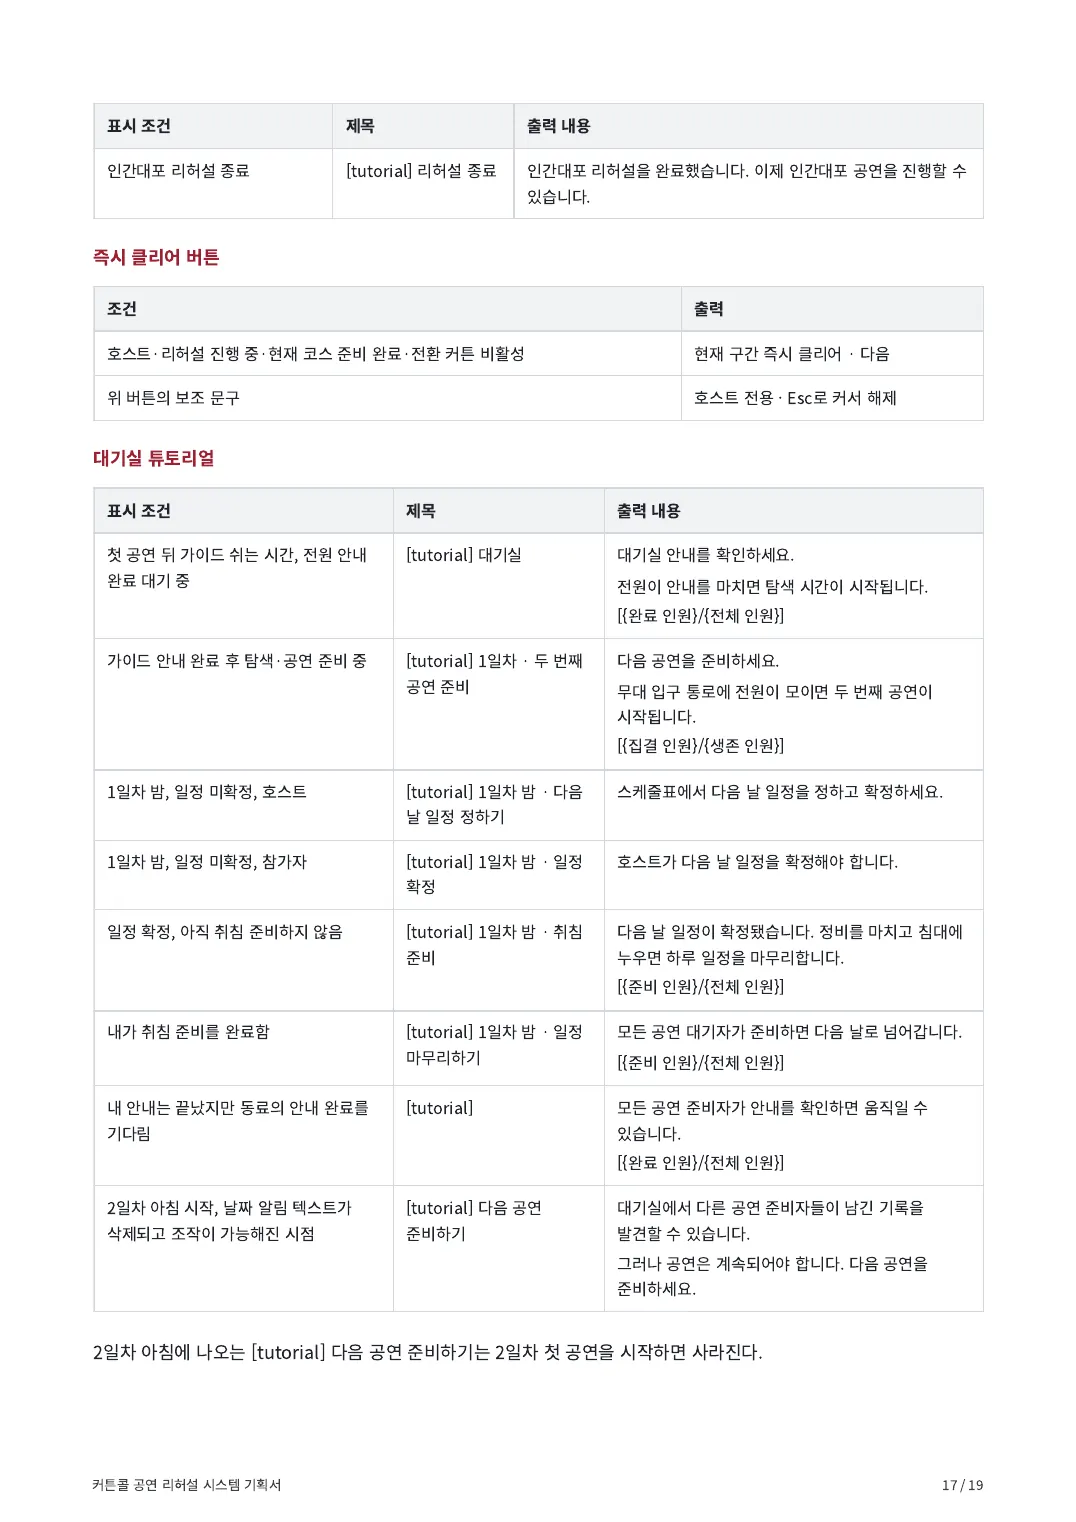 표시 조건 제목 출력 내용
인간대포 리허설 종료 [tutorial] 리허설 종료 인간대포 리허설을 완료했습니다. 이제 인간대포 공연을 진행할 수
있습니다.
즉시 클리어 버튼
조건 출력
호스트·리허설 진행 중·현재 코스 준비 완료·전환 커튼 비활성 현재 구간 즉시 클리어 · 다음
위 버튼의 보조 문구 호스트 전용 · Esc로 커서 해제
대기실 튜토리얼
표시 조건 제목 출력 내용
첫 공연 뒤 가이드 쉬는 시간, 전원 안내 [tutorial] 대기실 대기실 안내를 확인하세요.
완료 대기 중 전원이 안내를 마치면 탐색 시간이 시작됩니다.
[{완료 인원}/{전체 인원}]
가이드 안내 완료 후 탐색·공연 준비 중 [tutorial] 1일차 · 두 번째 다음 공연을 준비하세요.
공연 준비 무대 입구 통로에 전원이 모이면 두 번째 공연이
시작됩니다.
[{집결 인원}/{생존 인원}]
1일차 밤, 일정 미확정, 호스트 [tutorial] 1일차 밤 · 다음 스케줄표에서 다음 날 일정을 정하고 확정하세요.
날 일정 정하기
1일차 밤, 일정 미확정, 참가자 [tutorial] 1일차 밤 · 일정 호스트가 다음 날 일정을 확정해야 합니다.
확정
일정 확정, 아직 취침 준비하지 않음 [tutorial] 1일차 밤 · 취침 다음 날 일정이 확정됐습니다. 정비를 마치고 침대에
준비 누우면 하루 일정을 마무리합니다.
[{준비 인원}/{전체 인원}]
내가 취침 준비를 완료함 [tutorial] 1일차 밤 · 일정 모든 공연 대기자가 준비하면 다음 날로 넘어갑니다.
마무리하기 [{준비 인원}/{전체 인원}]
내 안내는 끝났지만 동료의 안내 완료를 [tutorial] 모든 공연 준비자가 안내를 확인하면 움직일 수
기다림 있습니다.
[{완료 인원}/{전체 인원}]
2일차 아침 시작, 날짜 알림 텍스트가 [tutorial] 다음 공연 대기실에서 다른 공연 준비자들이 남긴 기록을
삭제되고 조작이 가능해진 시점 준비하기 발견할 수 있습니다.
그러나 공연은 계속되어야 합니다. 다음 공연을
준비하세요.
2일차 아침에 나오는 [tutorial] 다음 공연 준비하기는 2일차 첫 공연을 시작하면 사라진다.
커튼콜 공연 리허설 시스템 기획서 17 / 19